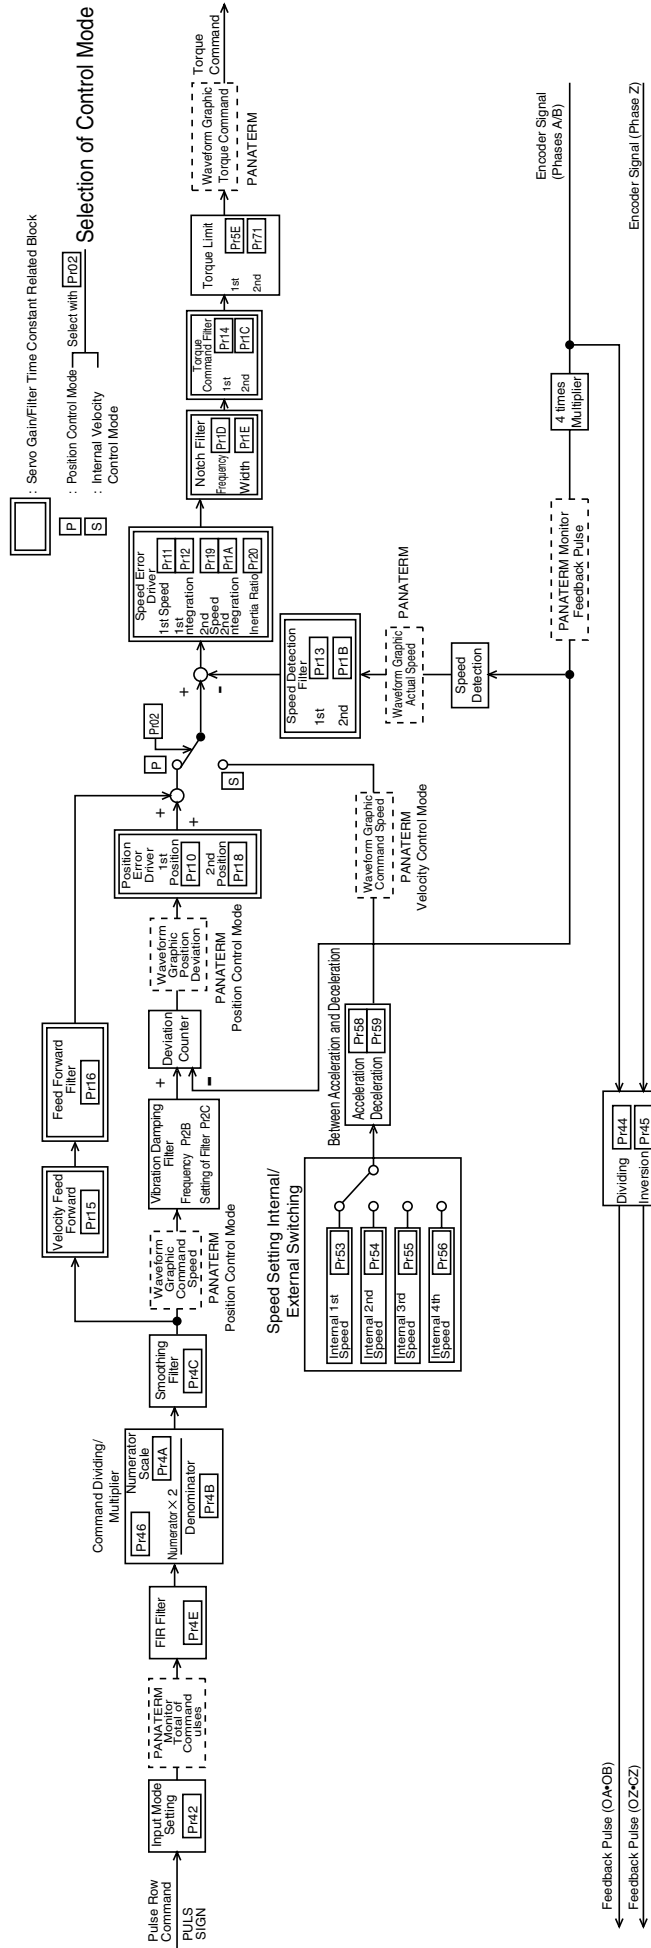 : Servo Gain/Filter Time Constant Related Block
P
: Position Control Mode
S
: Internal Velocity
Control Mode
Select with
Pr02
Selection of Control Mode
Pulse Row
Command
PULS
SIGN
Input Mode
Setting
Pr42
PANATERM
Monitor
Total of
Command
ulses
FIR Filter
Pr4E
Command Dividing/
Multiplier
Pr46
Numerator
Scale
Pr4A
Numerator × 2
Denominator
Pr4B
Smoothing
Filter
Pr4C
Velocity Feed
Forward
Pr15
Feed Forward
Filter
Pr16
Waveform
Graphic
Command
Speed
PANATERM
Position Control Mode
Vibration Damping
Filter
Frequency Pr2B
Setting of Filter Pr2C
+
-
Deviation
Counter
Waveform
Graphic
Position
Deviation
PANATERM
Position Control Mode
Position
Error
Driver
1st
Position
Pr10
2nd
Position
Pr18
+
+
P
S
Pr02
+
-
Speed Error
Driver
1st Speed
Pr11
1st
ntegration
Pr12
2nd
Speed
Pr19
2nd
ntegration
Pr1A
Inertia Ratio
Pr20
Notch Filter
Frequency
Pr1D
Width
Pr1E
Torque
Command Filter
1st
Pr14
2nd
Pr1C
Torque Limit
1st
Pr5E
2nd
Pr71
Waveform Graphic
Torque Command
PANATERM
Torque
Command
Speed Setting Internal/
External Switching
Internal 1st
Speed
Pr53
Internal 2nd
Speed
Pr54
Internal 3rd
Speed
Pr55
Internal 4th
Speed
Pr56
Between Acceleration and Deceleration
Acceleration
Pr58
Deceleration
Pr59
Waveform Graphic
Command Speed
PANATERM
Velocity Control Mode
Speed Detection
Filter
1st
Pr13
2nd
Pr1B
Waveform Graphic
Actual Speed
PANATERM
Speed
Detection
PANATERM Monitor
Feedback Pulse
4 times
Multiplier
Encoder Signal
(Phases A/B)
Encoder Signal (Phase Z)
Dividing
Pr44
Inversion
Pr45
Feedback Pulse (OA•OB)
Feedback Pulse (OZ•CZ)